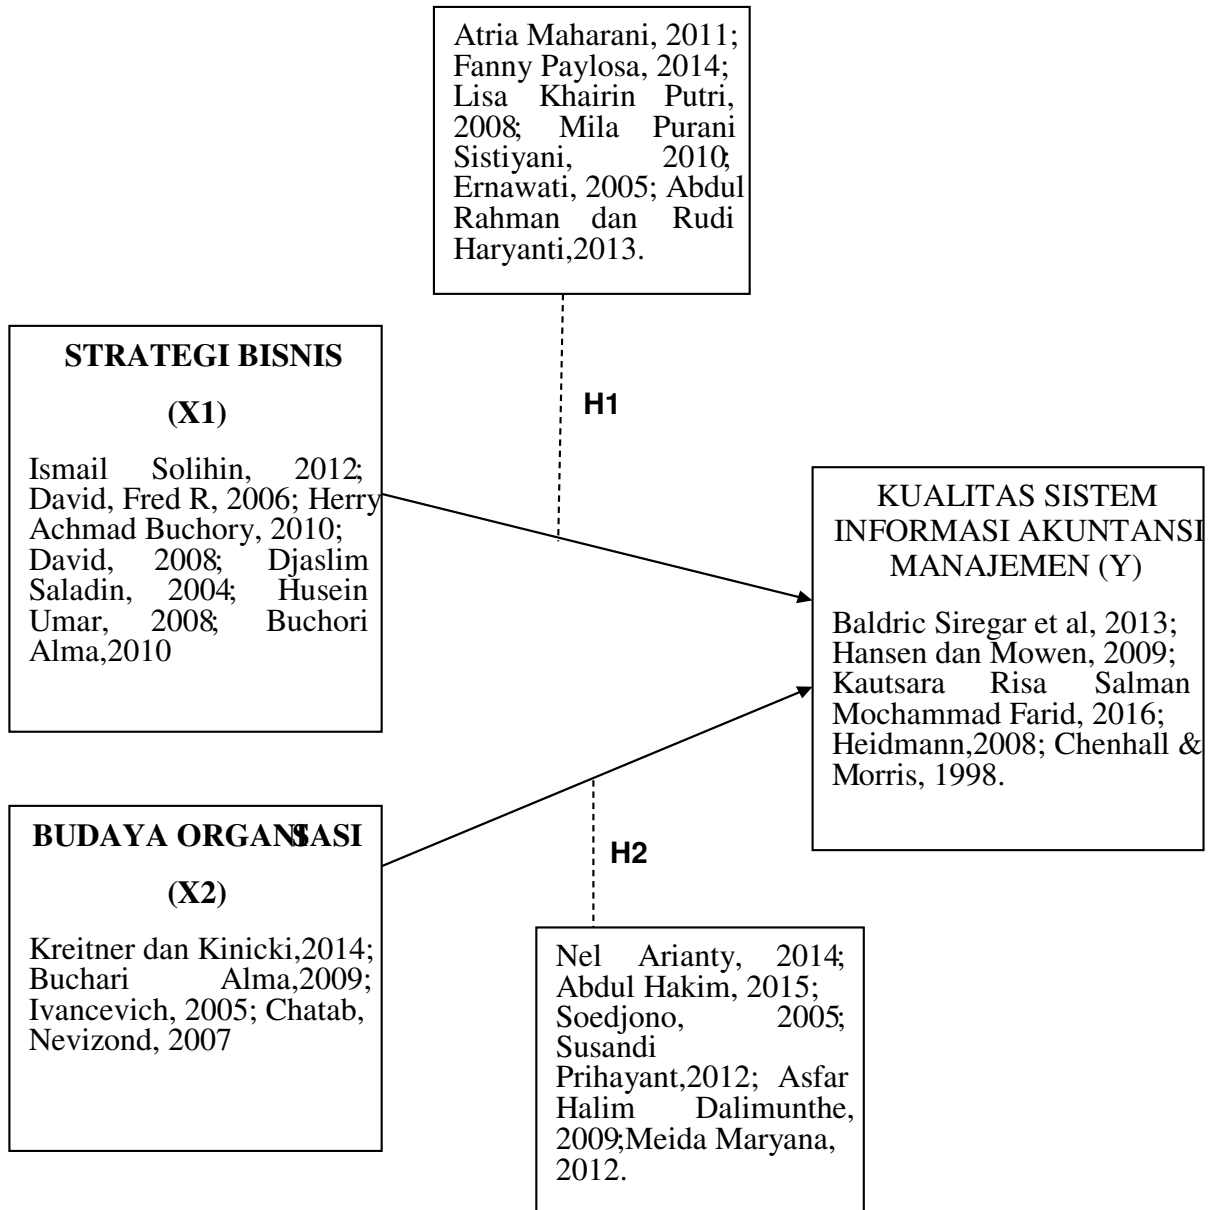 Atria Maharani, 2011;
Fanny Paylosa, 2014;
Lisa Khairin Putri,
2008; Mila Purani
Sistiyani, 2010;
Ernawati, 2005; Abdul
Rahman dan Rudi
Haryanti,2013.
STRATEGI BISNIS
(X1)
Ismail Solihin, 2012;
David, Fred R, 2006; Herry
Achmad Buchory, 2010;
David, 2008; Djaslim
Saladin, 2004; Husein
Umar, 2008; Buchori
Alma,2010
H1
KUALITAS SISTEM
INFORMASI AKUNTANSI
MANAJEMEN (Y)
Baldric Siregar et al, 2013;
Hansen dan Mowen, 2009;
Kautsara Risa Salman
Mochammad Farid, 2016;
Heidmann,2008; Chenhall &
Morris, 1998.
BUDAYA ORGANISASI
(X2)
Kreitner dan Kinicki,2014;
Buchari Alma,2009;
Ivancevich, 2005; Chatab,
Nevizond, 2007
H2
Nel Arianty, 2014;
Abdul Hakim, 2015;
Soedjono, 2005;
Susandi
Prihayant,2012; Asfar
Halim Dalimunthe,
2009;Meida Maryana,
2012.